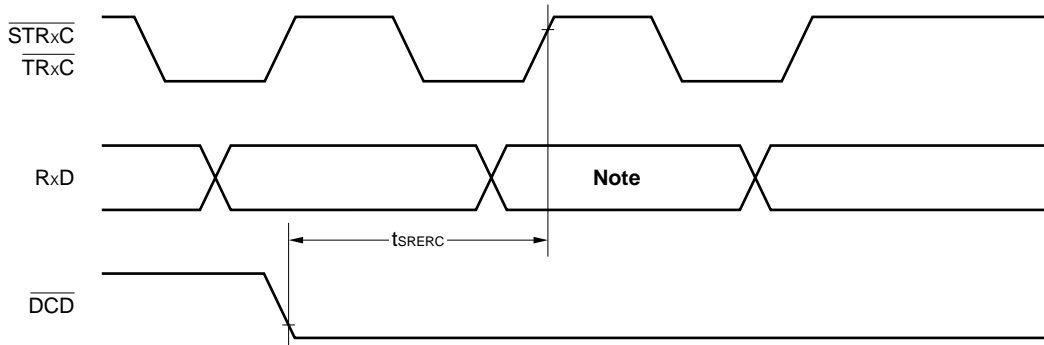 STRxC
TRxC
RxD
Note
tSRERC
DCD